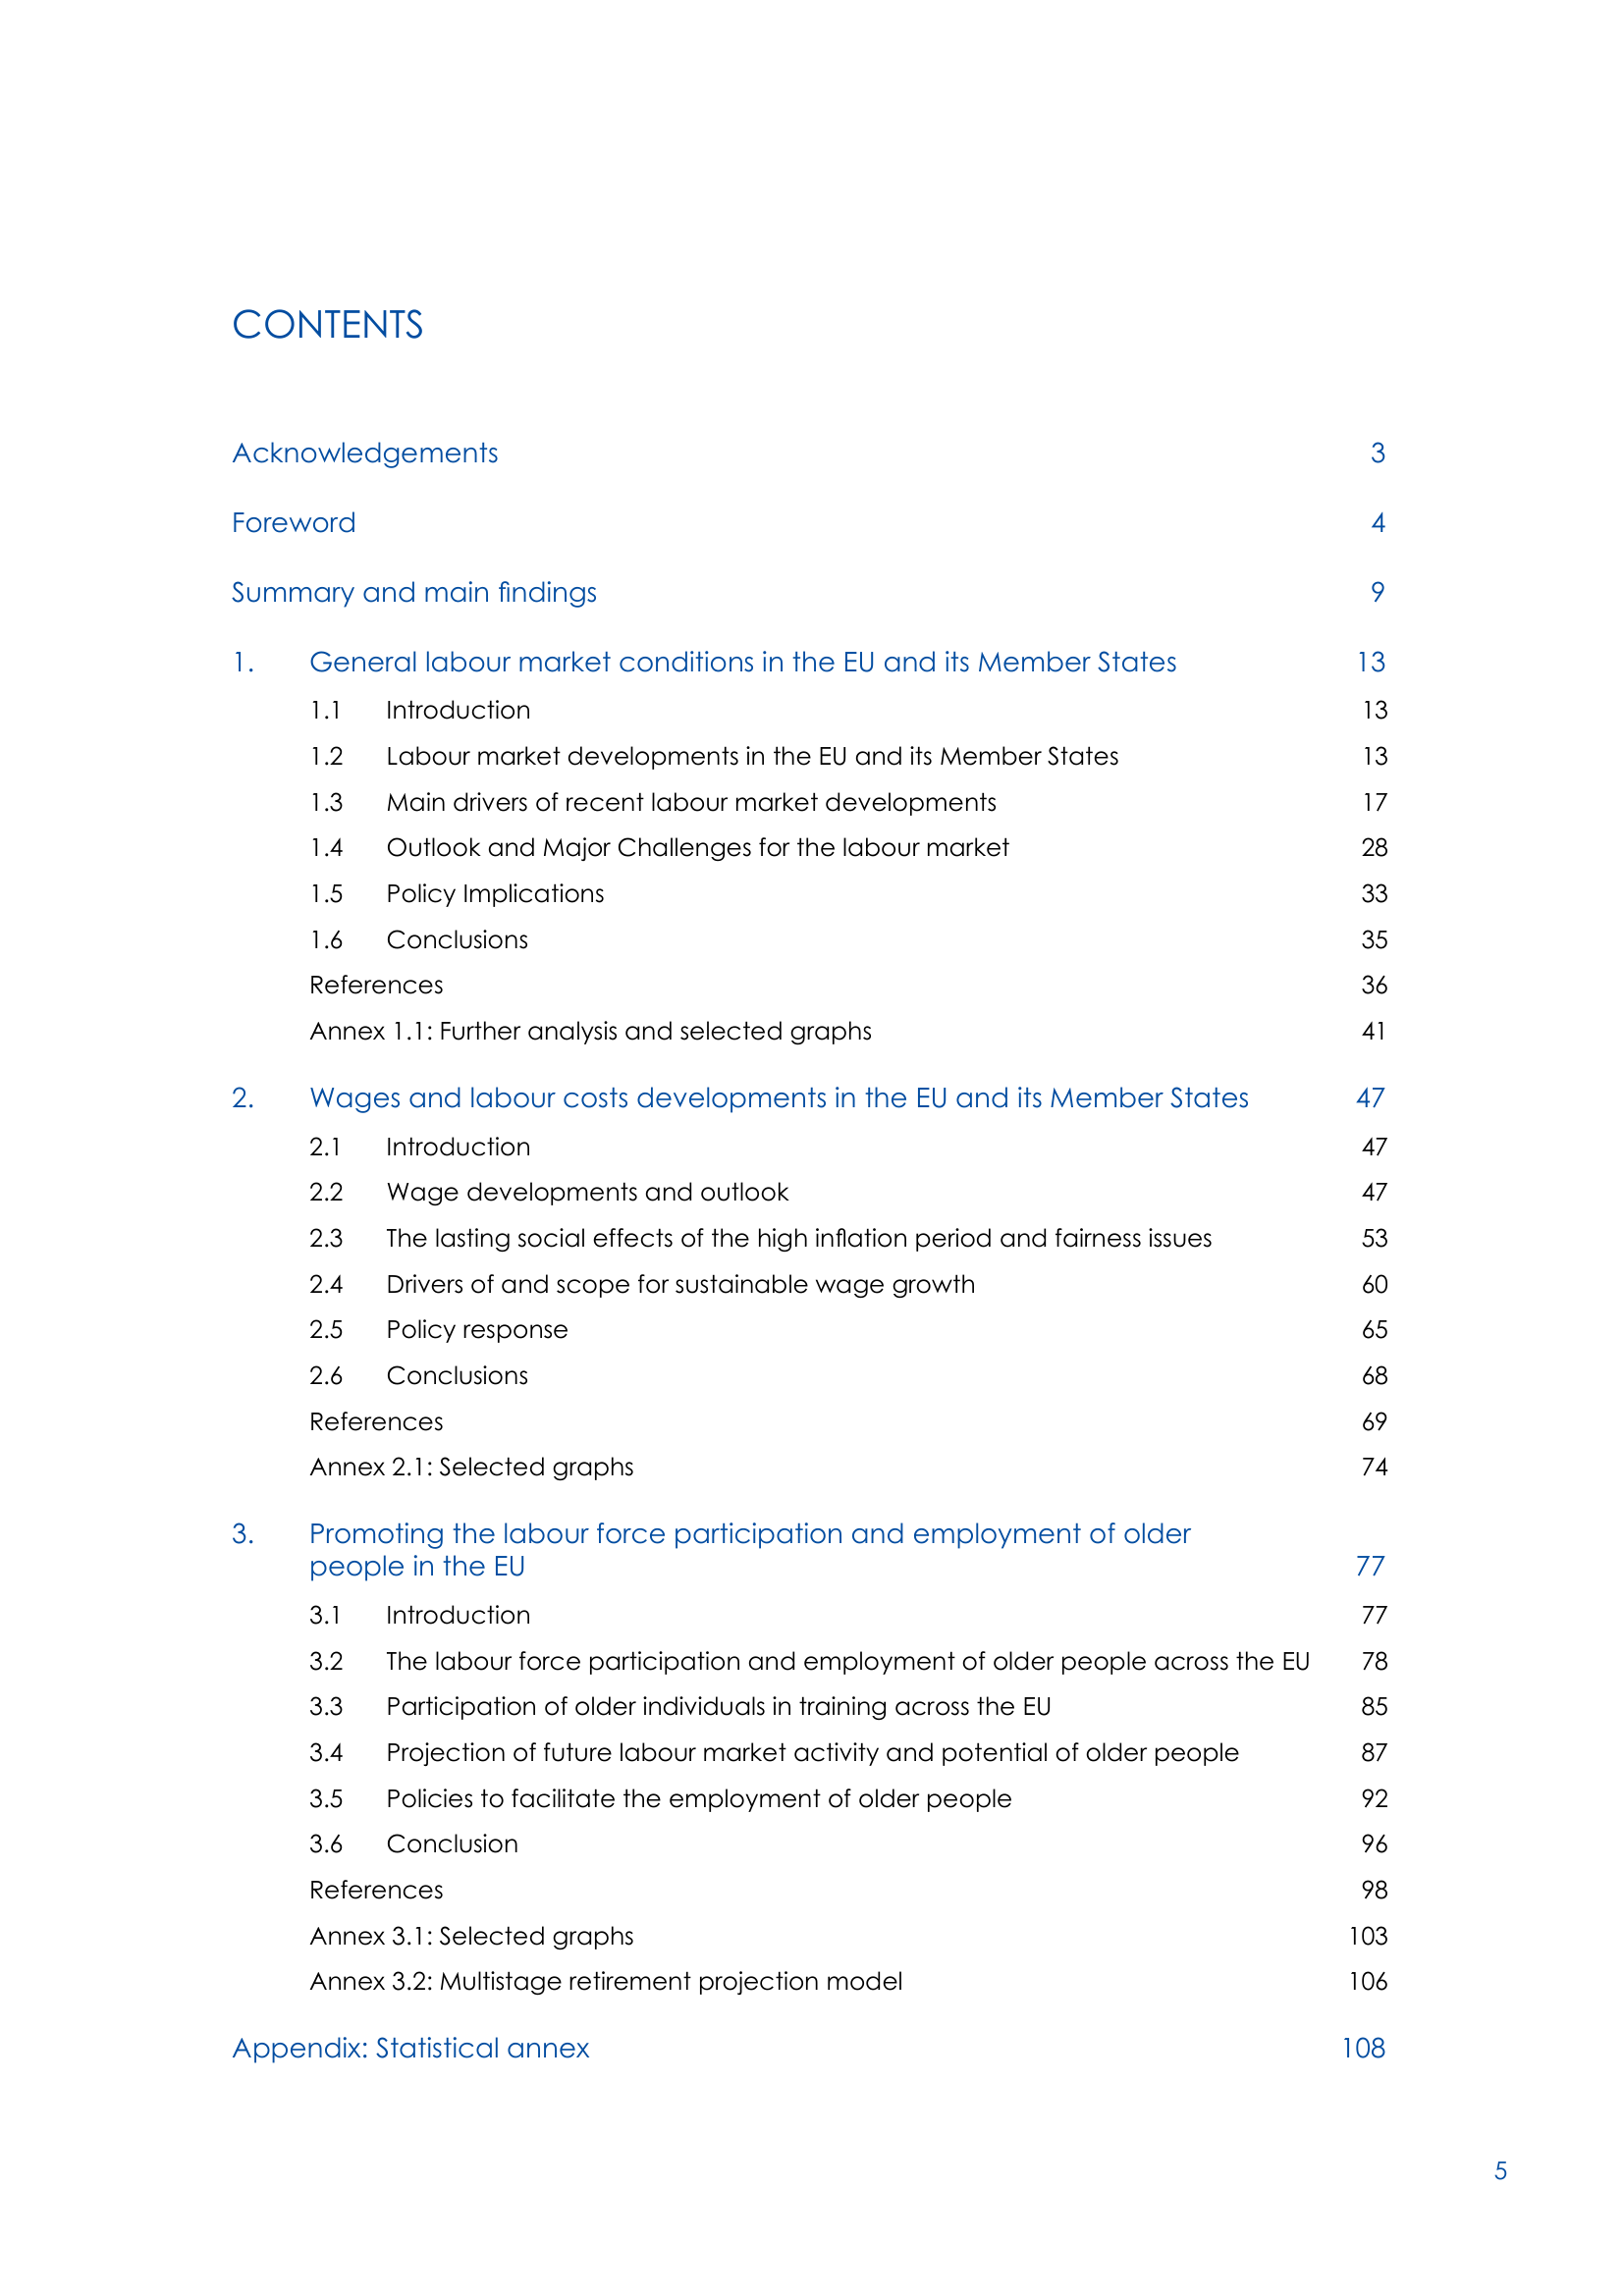 CONTENTS
Acknowledgements 3
Foreword 4
Summary and main findings 9
1. General labour market conditions in the EU and its Member States 13
1.1 Introduction 13
1.2 Labour market developments in the EU and its Member States 13
1.3 Main drivers of recent labour market developments 17
1.4 Outlook and Major Challenges for the labour market 28
1.5 Policy Implications 33
1.6 Conclusions 35
References 36
Annex 1.1: Further analysis and selected graphs 41
2. Wages and labour costs developments in the EU and its Member States 47
2.1 Introduction 47
2.2 Wage developments and outlook 47
2.3 The lasting social effects of the high inflation period and fairness issues 53
2.4 Drivers of and scope for sustainable wage growth 60
2.5 Policy response 65
2.6 Conclusions 68
References 69
Annex 2.1: Selected graphs 74
3. Promoting the labour force participation and employment of older
people in the EU 77
3.1 Introduction 77
3.2 The labour force participation and employment of older people across the EU 78
3.3 Participation of older individuals in training across the EU 85
3.4 Projection of future labour market activity and potential of older people 87
3.5 Policies to facilitate the employment of older people 92
3.6 Conclusion 96
References 98
Annex 3.1: Selected graphs 103
Annex 3.2: Multistage retirement projection model 106
Appendix: Statistical annex 108
5